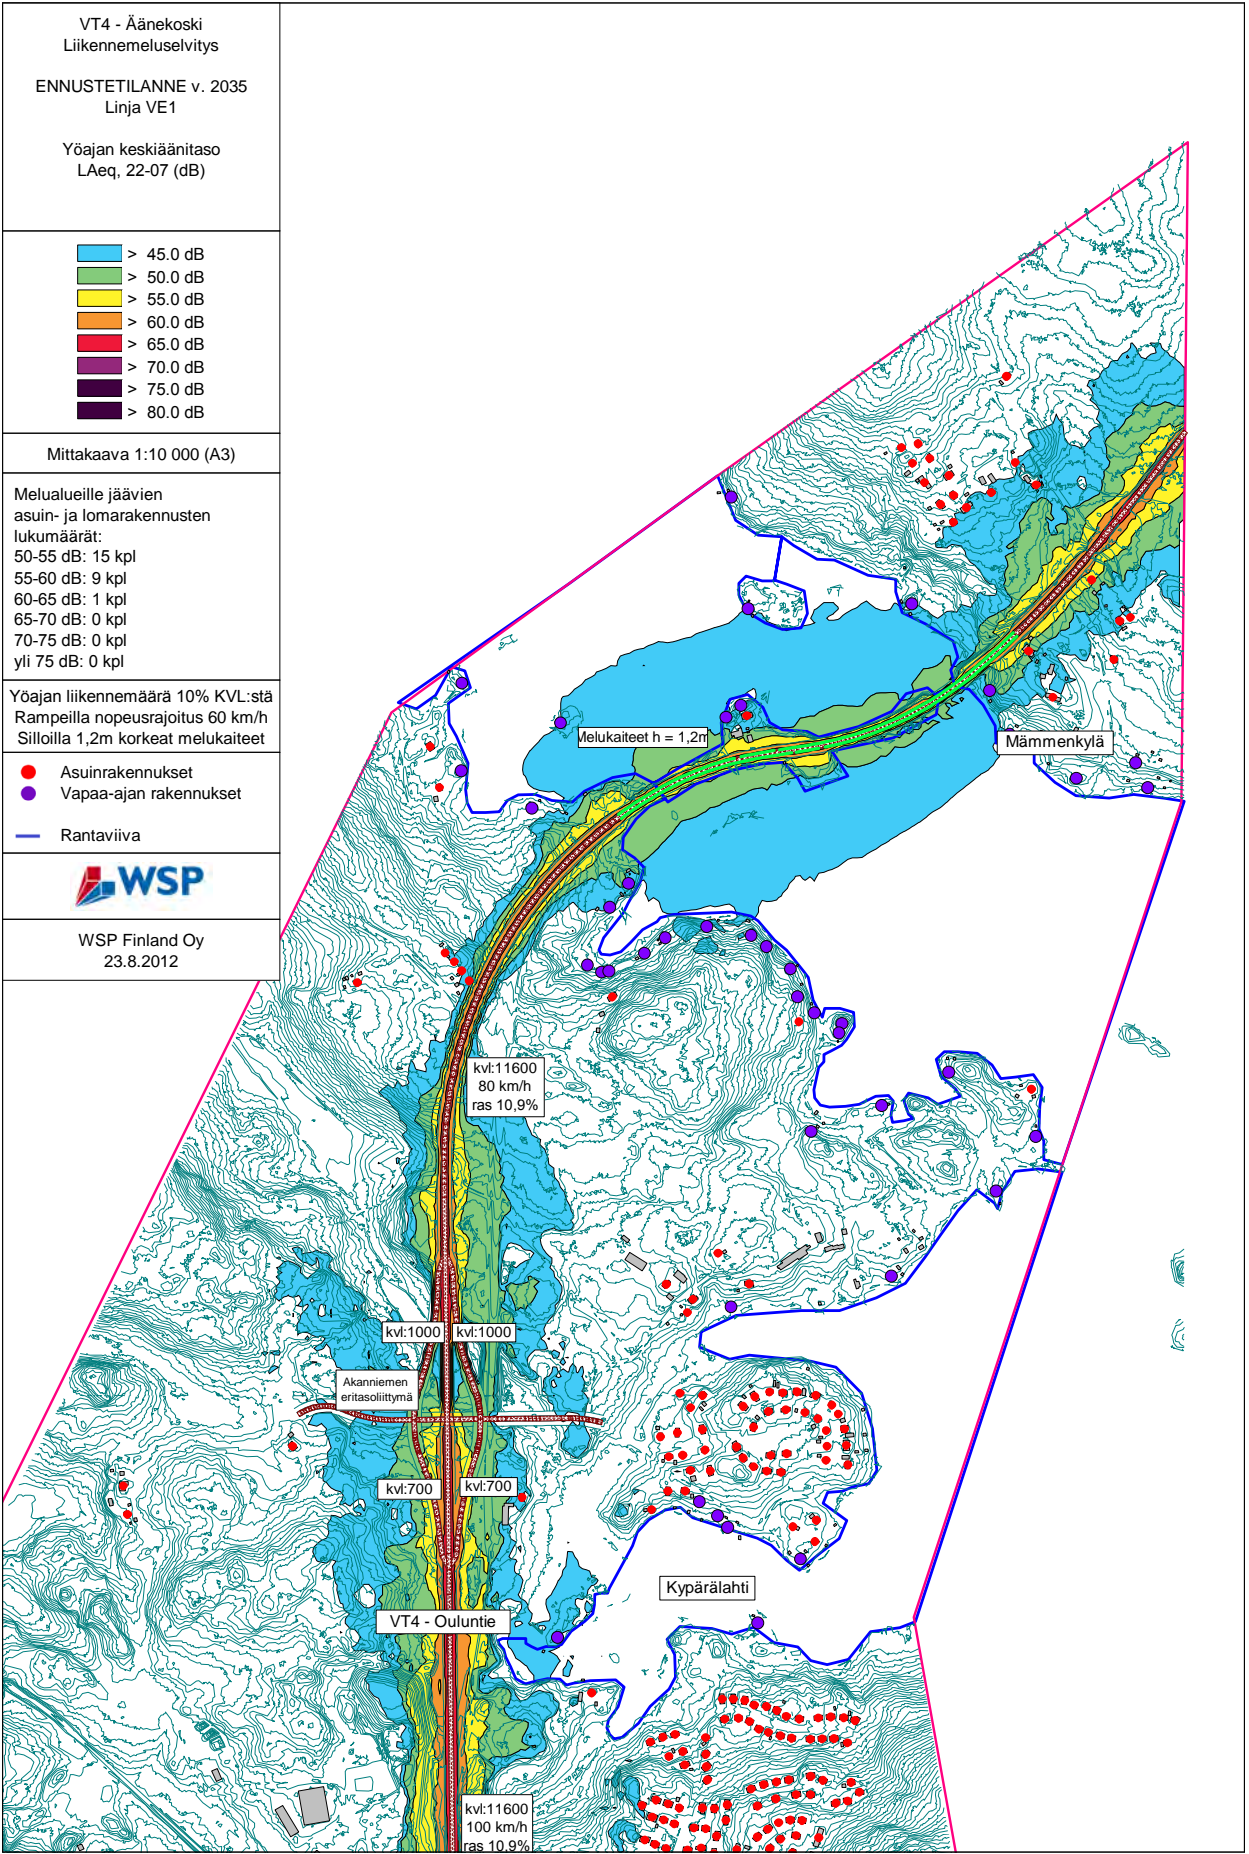 VT4 - Äänekoski
Liikennemeluselvitys
ENNUSTETILANNE v. 2035
Linja VE1
Yöajan keskiäänitaso
LAeq, 22-07 (dB)
> 45.0 dB
> 50.0 dB
> 55.0 dB
> 60.0 dB
> 65.0 dB
> 70.0 dB
> 75.0 dB
> 80.0 dB
Mittakaava 1:10 000 (A3)
Melualueille jäävien
asuin- ja lomarakennusten
lukumäärät:
50-55 dB: 15 kpl
55-60 dB: 9 kpl
60-65 dB: 1 kpl
65-70 dB: 0 kpl
70-75 dB: 0 kpl
yli 75 dB: 0 kpl
Yöajan liikennemäärä 10% KVL:stä
Rampeilla nopeusrajoitus 60 km/h
Silloilla 1,2m korkeat melukaiteet
Asuinrakennukset
Vapaa-ajan rakennukset
Rantaviiva
WSP
WSP Finland Oy
23.8.2012
Melukaiteet h = 1,2m
Mämmenkylä
kvl:11600
80 km/h
ras 10,9%
kvl:1000
kvl:1000
Akanniemen
eritasoliittymä
kvl:700
kvl:700
Kypärälahti
VT4 - Ouluntie
kvl:11600
100 km/h
ras 10,9%